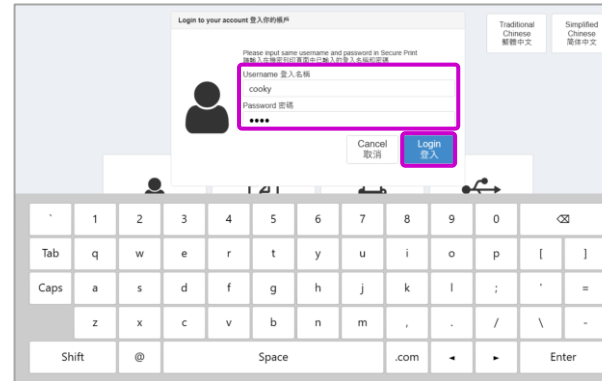 Login to your account 登入你的帳戶
Please input same username and password in Secure Print
請輸入在機密列印頁面中已輸入的登入名稱和密碼
Username 登入名稱
cooky
Password 密碼
••••
Cancel
取消
Login
登入
Traditional
Chinese
繁體中文
Simplified
Chinese
简体中文
` 1 2 3 4 5 6 7 8 9 0 ⌫
Tab q w e r t y u i o p [ ]
Caps a s d f g h j k l ; ' =
z x c v b n m , . / \ -
Shift @ Space .com ◄ ► Enter